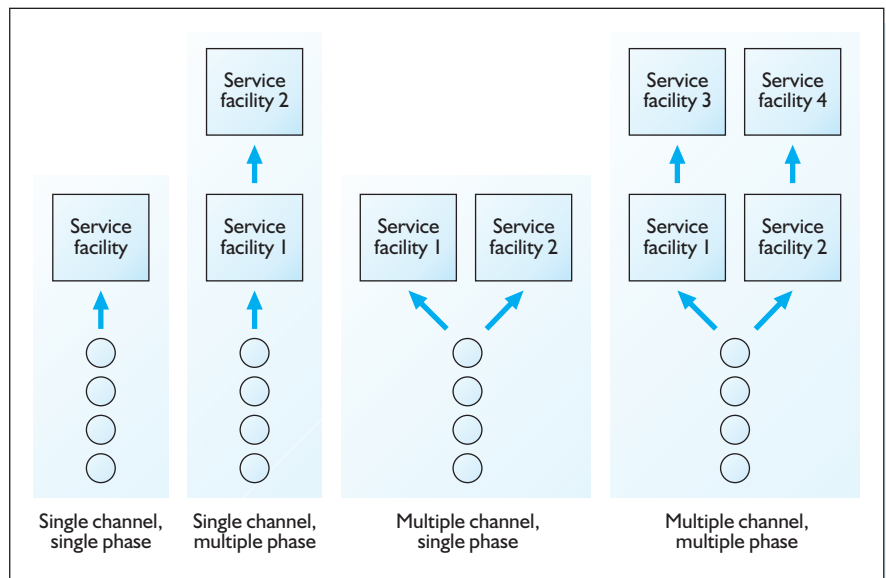 Service
facility
Single channel,
single phase
Service
facility 2
Service
facility 1
Single channel,
multiple phase
Service
facility 1
Service
facility 2
Multiple channel,
single phase
Service
facility 3
Service
facility 4
Service
facility 1
Service
facility 2
Multiple channel,
multiple phase